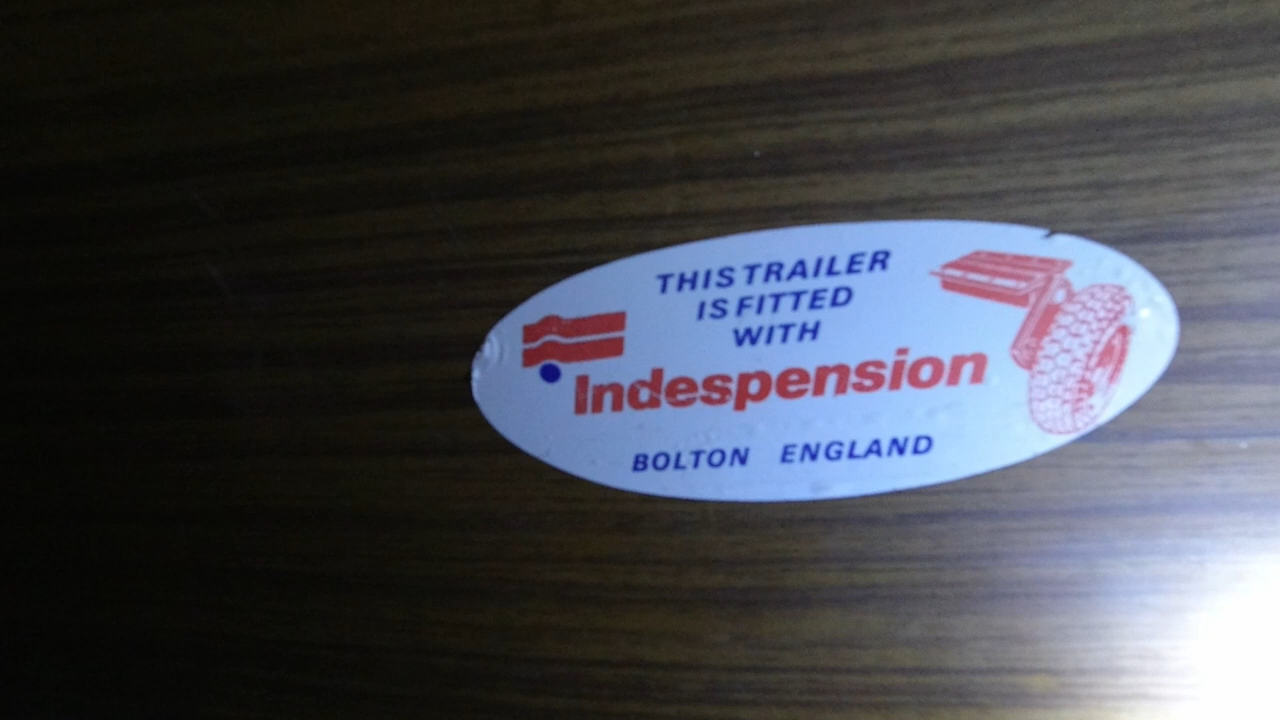 THIS TRAILER
IS FITTED
WITH
Indespension
BOLTON ENGLAND